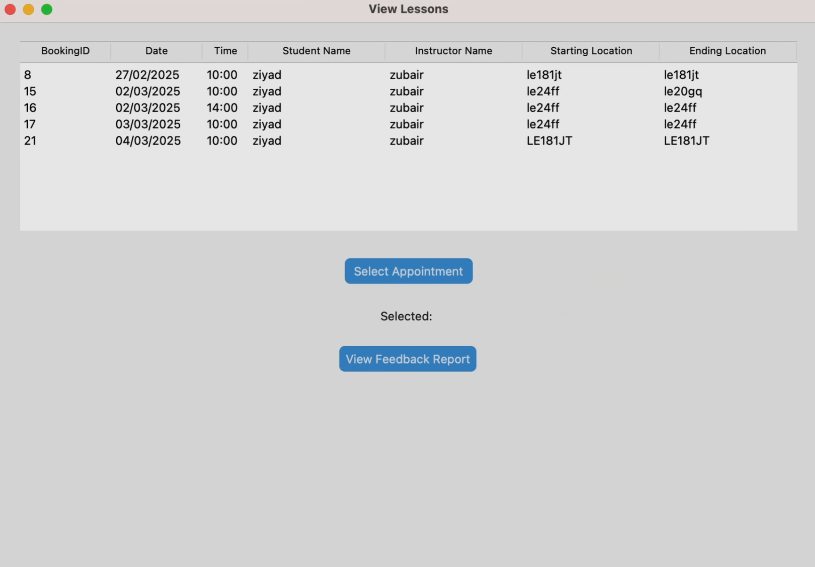 View Lessons
BookingID Date Time Student Name Instructor Name Starting Location Ending Location
8 27/02/2025 10:00 ziyad zubair le181jt le181jt
15 02/03/2025 10:00 ziyad zubair le24ff le20gq
16 02/03/2025 14:00 ziyad zubair le24ff le24ff
17 03/03/2025 10:00 ziyad zubair le24ff le24ff
21 04/03/2025 10:00 ziyad zubair LE181JT LE181JT
Select Appointment
Selected:
View Feedback Report